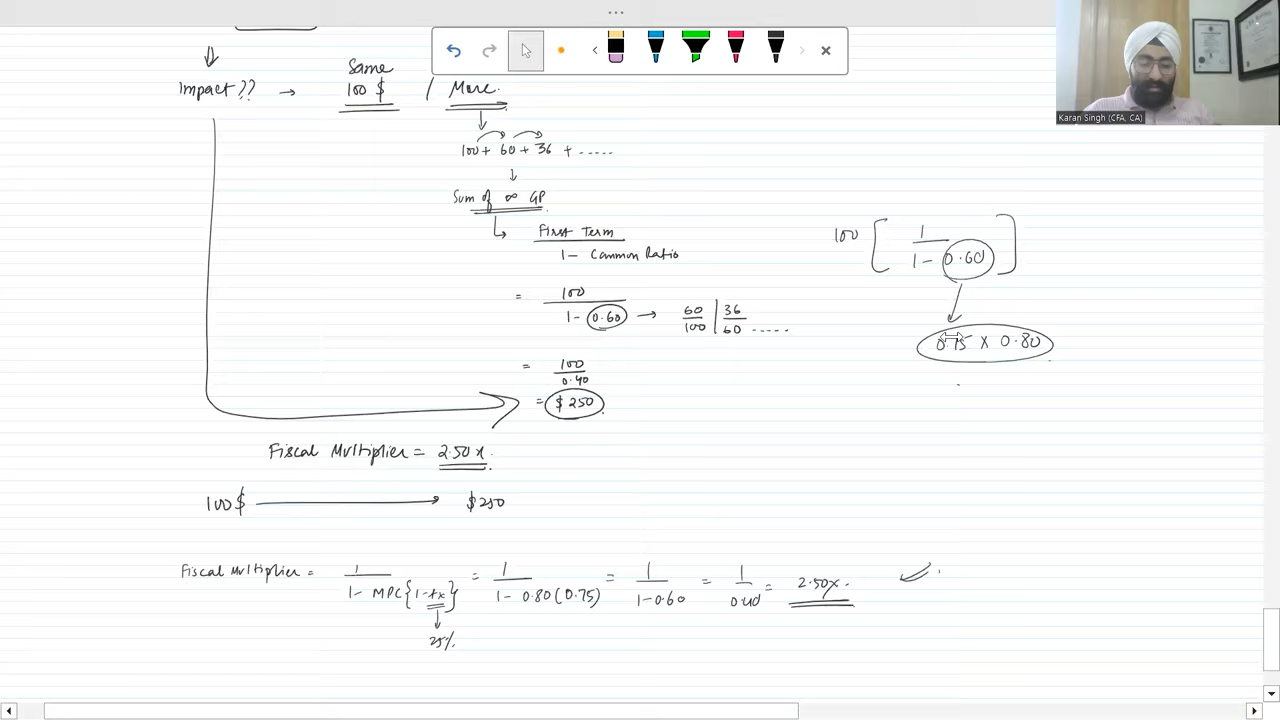 Impact?? → Same 100 $ / More.
↓
100 + 60 + 36 + .....
↓
Sum of ∞ GP
↳ First Term
1 - Common Ratio
= 100
1 - 0.60 → 60/100 | 36/60 .....
= 100
0.40
= $ 250
100 [ 1
1 - 0.60 ]
0.75 x 0.80
Fiscal Multiplier = 2.50 x.
100 $ → $ 250
Fiscal Multiplier = 1 / 1 - MPC {1 - tx} = 1 / 1 - 0.80 (0.75) = 1 / 1 - 0.60 = 1 / 0.40 = 2.50x.
25%
Karan Singh (CFA, CA)